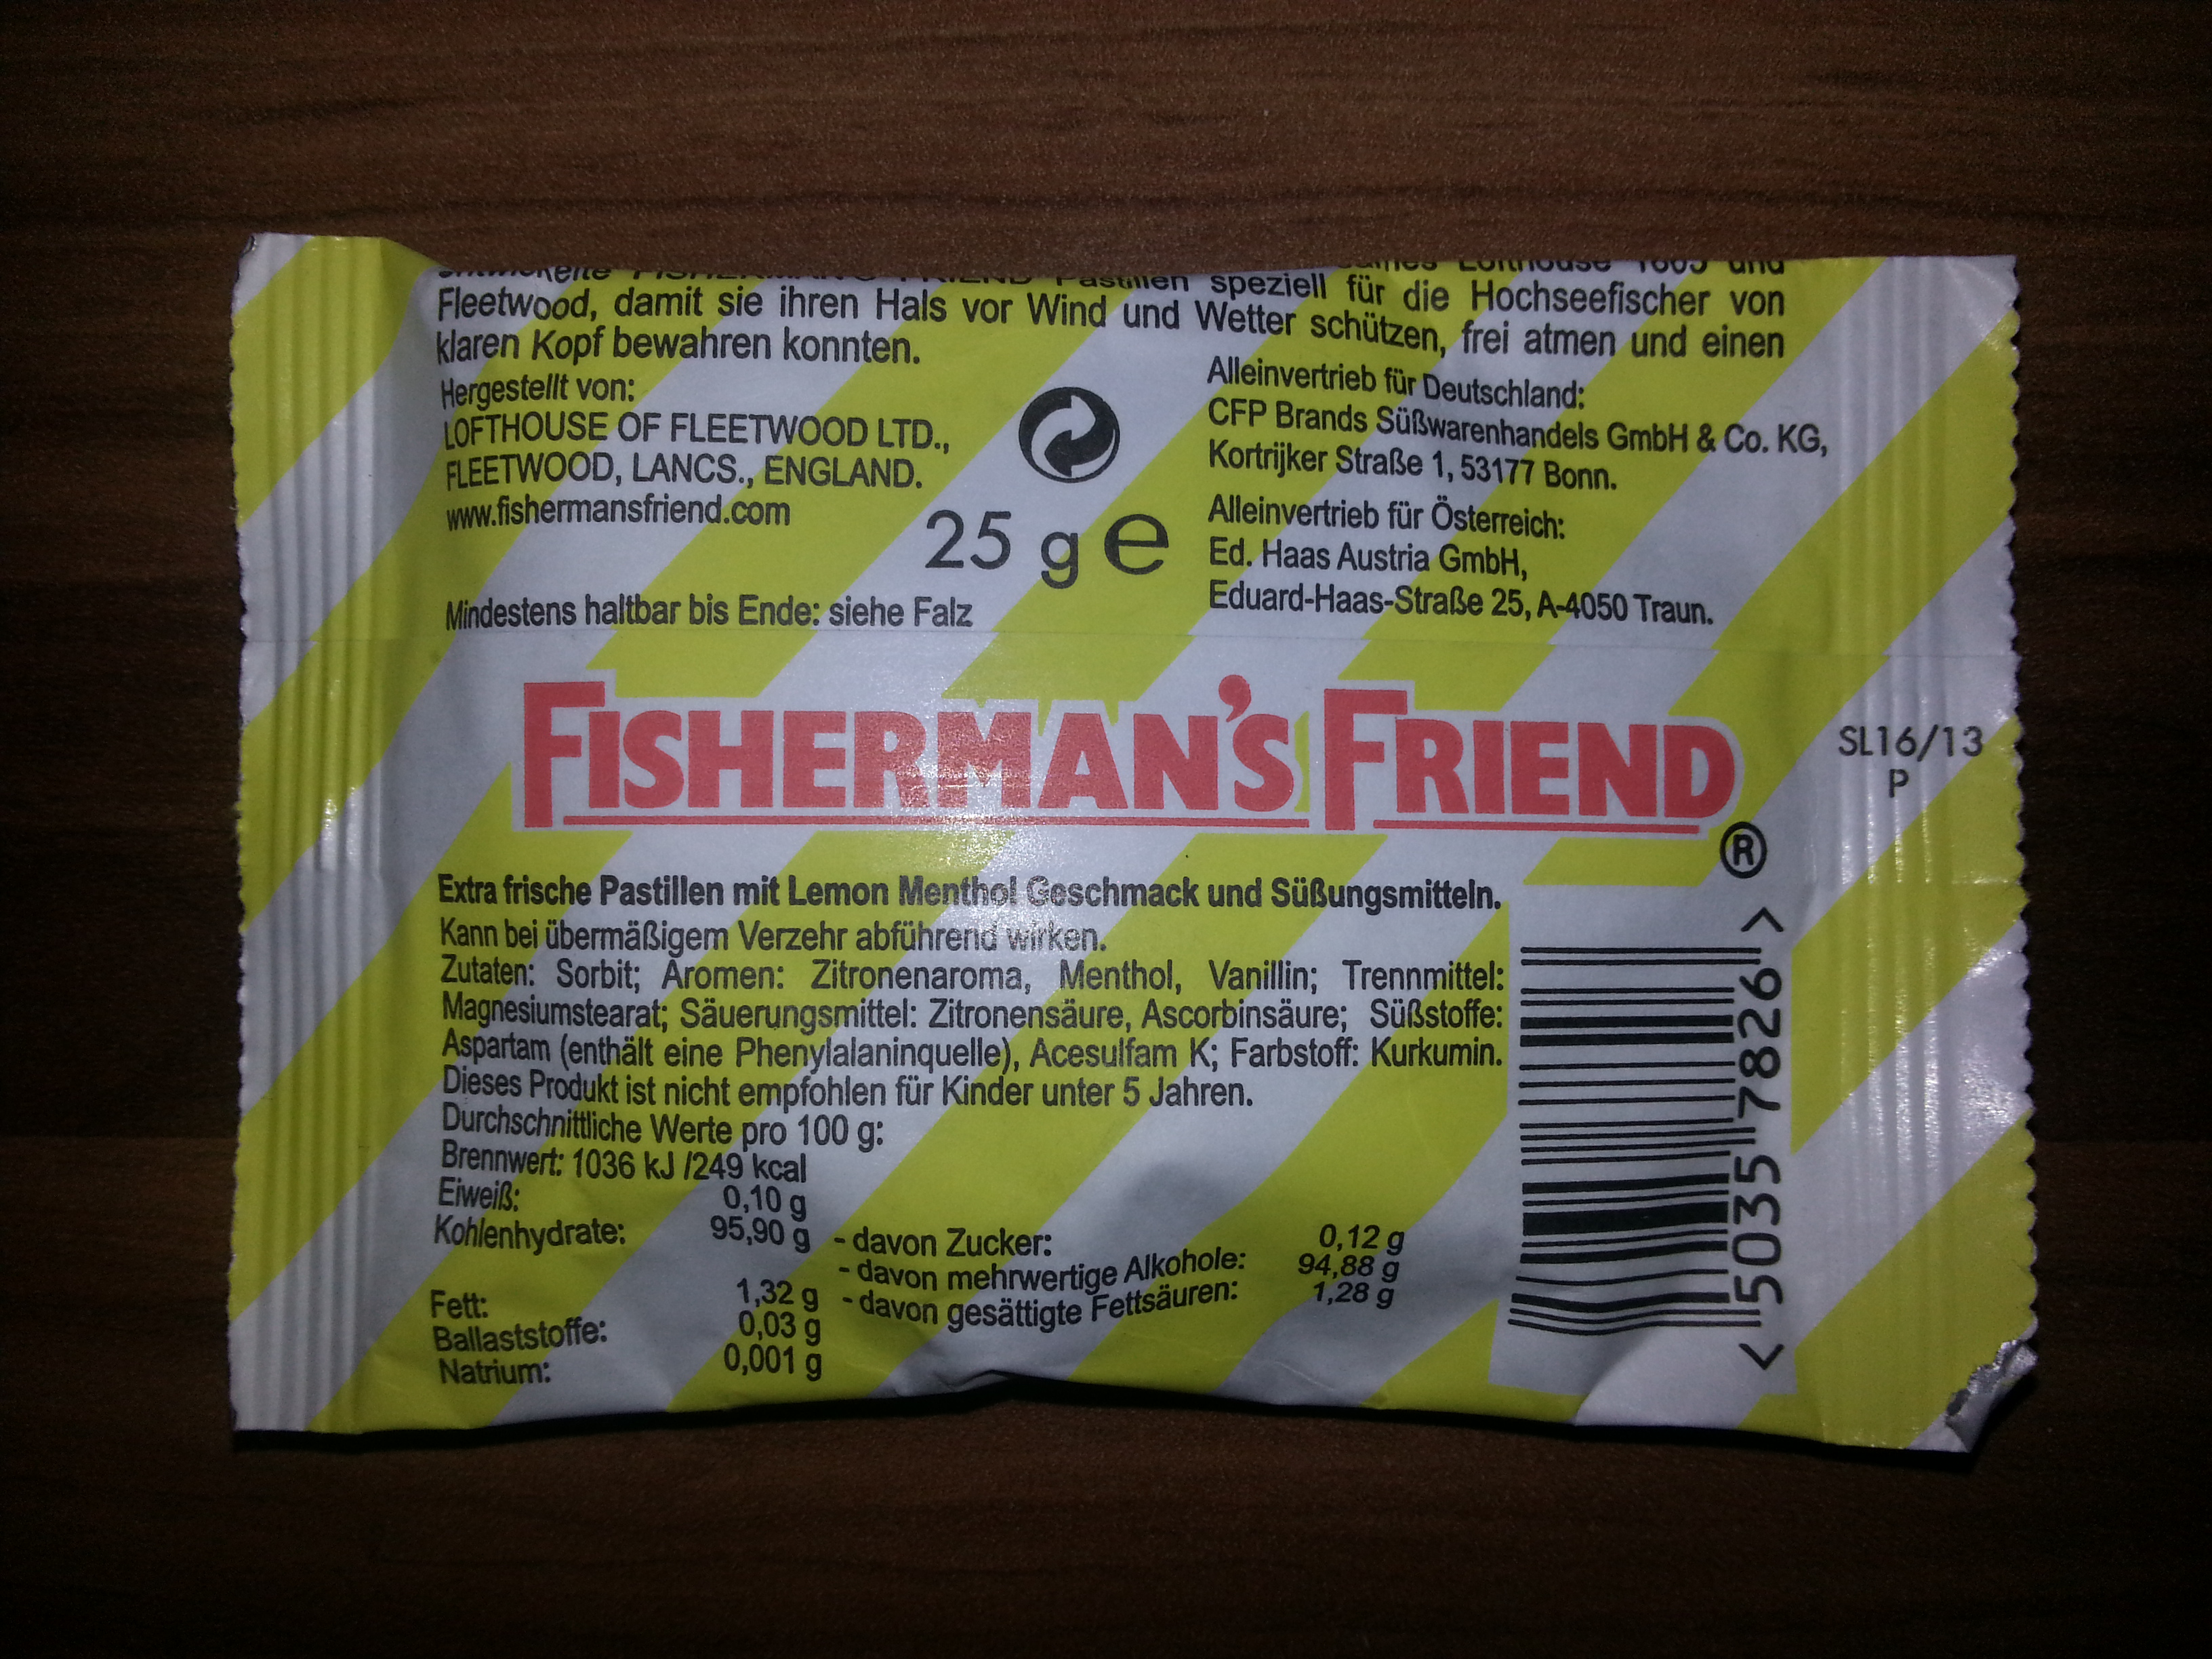 Pastillen speziell für die Hochseefischer von
Fleetwood, damit sie ihren Hals vor Wind und Wetter schützen, frei atmen und einen
klaren Kopf bewahren konnten.
Hergestellt von:
LOFTHOUSE OF FLEETWOOD LTD.,
FLEETWOOD, LANCS., ENGLAND.
www.fishermansfriend.com
Mindestens haltbar bis Ende: siehe Falz
25 g e
Alleinvertrieb für Deutschland:
CFP Brands Süßwarenhandels GmbH & Co. KG,
Kortrijker Straße 1, 53177 Bonn.
Alleinvertrieb für Österreich:
Ed. Haas Austria GmbH,
Eduard-Haas-Straße 25, A-4050 Traun.
FISHERMAN'S FRIEND
®
SL16/13
P
Extra frische Pastillen mit Lemon Menthol Geschmack und Süßungsmitteln.
Kann bei übermäßigem Verzehr abführend wirken.
Zutaten: Sorbit; Aromen: Zitronenaroma, Menthol, Vanillin; Trennmittel:
Magnesiumstearat; Säuerungsmittel: Zitronensäure, Ascorbinsäure; Süßstoffe:
Aspartam (enthält eine Phenylalaninquelle), Acesulfam K; Farbstoff: Kurkumin.
Dieses Produkt ist nicht empfohlen für Kinder unter 5 Jahren.
Durchschnittliche Werte pro 100 g:
Brennwert: 1036 kJ /249 kcal
Eiweiß: 0,10 g
Kohlenhydrate: 95,90 g - davon Zucker: 0,12 g
- davon mehrwertige Alkohole: 94,88 g
Fett: 1,32 g - davon gesättigte Fettsäuren: 1,28 g
Ballaststoffe: 0,03 g
Natrium: 0,001 g
< 5035 7826 >